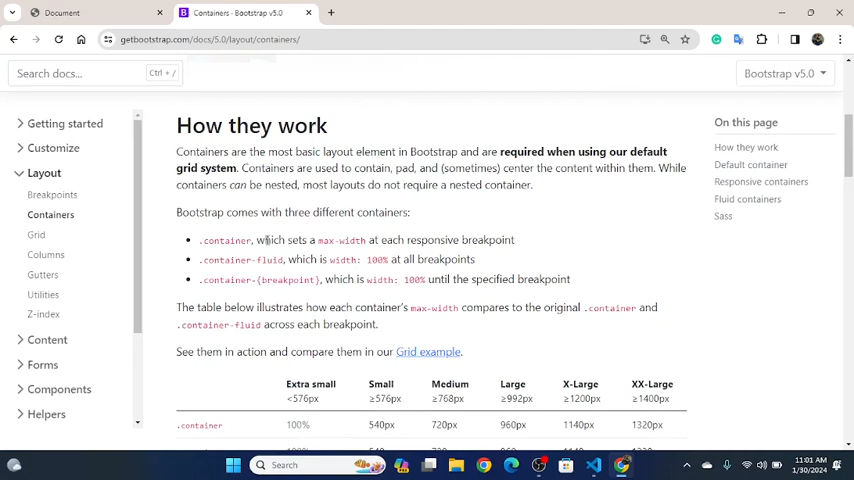 Document
Containers · Bootstrap v5.0
getbootstrap.com/docs/5.0/layout/containers/
Search docs...
Ctrl + /
Bootstrap v5.0
Getting started
Customize
Layout
Breakpoints
Containers
Grid
Columns
Gutters
Utilities
Z-index
Content
Forms
Components
Helpers
How they work
Containers are the most basic layout element in Bootstrap and are required when using our default
grid system. Containers are used to contain, pad, and (sometimes) center the content within them. While
containers can be nested, most layouts do not require a nested container.
Bootstrap comes with three different containers:
.container, which sets a max-width at each responsive breakpoint
.container-fluid, which is width: 100% at all breakpoints
.container-{breakpoint}, which is width: 100% until the specified breakpoint
The table below illustrates how each container's max-width compares to the original .container and
.container-fluid across each breakpoint.
See them in action and compare them in our Grid example.
Extra small Small Medium Large X-Large XX-Large
<576px ≥576px ≥768px ≥992px ≥1200px ≥1400px
.container 100% 540px 720px 960px 1140px 1320px
On this page
How they work
Default container
Responsive containers
Fluid containers
Sass
Search
11:01 AM
1/30/2024